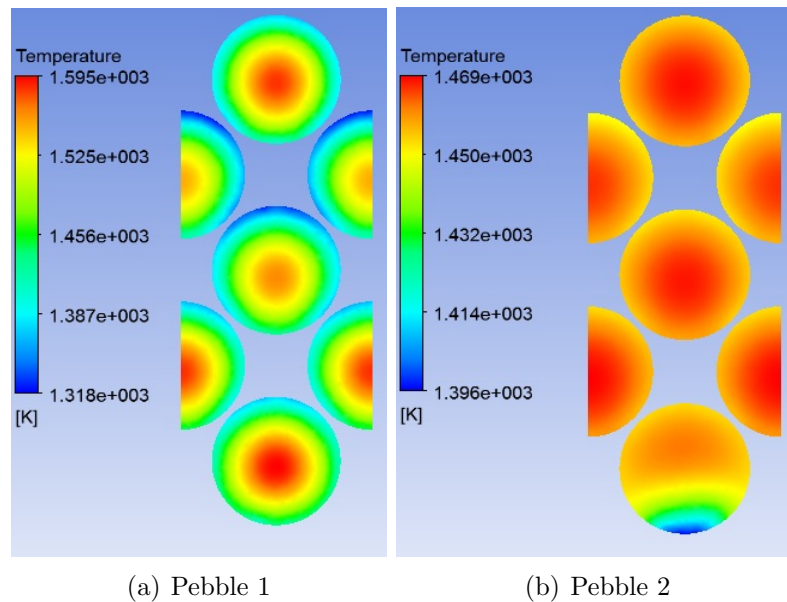 Temperature
1.595e+003
1.525e+003
1.456e+003
1.387e+003
1.318e+003
[K]
Temperature
1.469e+003
1.450e+003
1.432e+003
1.414e+003
1.396e+003
[K]
(a) Pebble 1
(b) Pebble 2